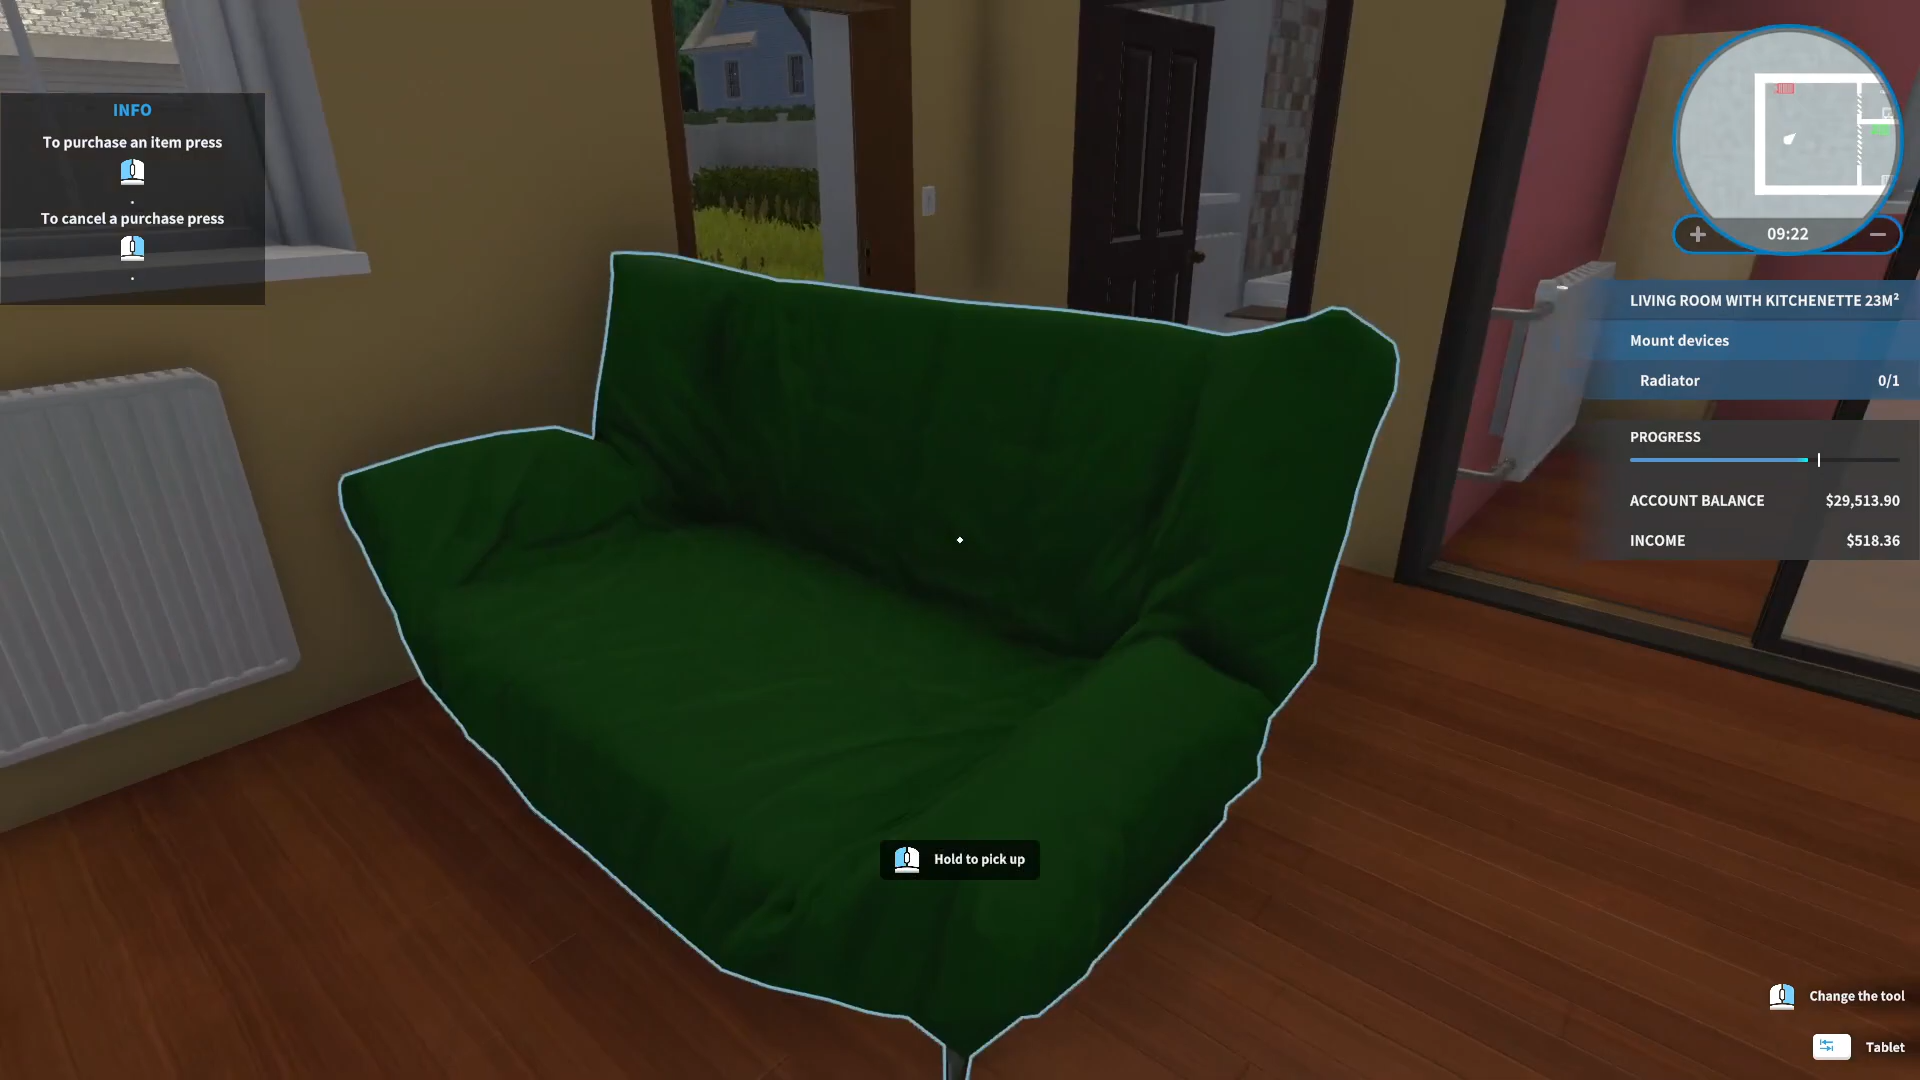 INFO
To purchase an item press
.
To cancel a purchase press
.
09:22
LIVING ROOM WITH KITCHENETTE 23M²
Mount devices
Radiator 0/1
PROGRESS
ACCOUNT BALANCE $29,513.90
INCOME $518.36
Hold to pick up
Change the tool
Tablet